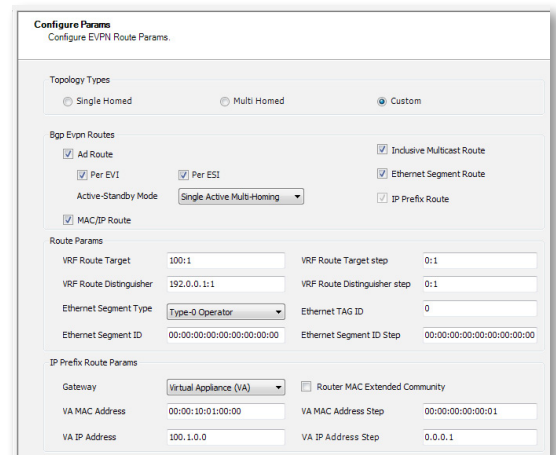 Configure Params
Configure EVPN Route Params.
Topology Types
Single Homed
Multi Homed
Custom
Bgp Evpn Routes
Ad Route
Inclusive Multicast Route
Per EVI
Per ESI
Ethernet Segment Route
Active-Standby Mode
Single Active Multi-Homing
IP Prefix Route
MAC/IP Route
Route Params
VRF Route Target
100:1
VRF Route Target step
0:1
VRF Route Distinguisher
192.0.0.1:1
VRF Route Distinguisher step
0:1
Ethernet Segment Type
Type-0 Operator
Ethernet TAG ID
0
Ethernet Segment ID
00:00:00:00:00:00:00:00:00
Ethernet Segment ID Step
00:00:00:00:00:00:00:00:00
IP Prefix Route Params
Gateway
Virtual Appliance (VA)
Router MAC Extended Community
VA MAC Address
00:00:10:01:00:00
VA MAC Address Step
00:00:00:00:00:01
VA IP Address
100.1.0.0
VA IP Address Step
0.0.0.1